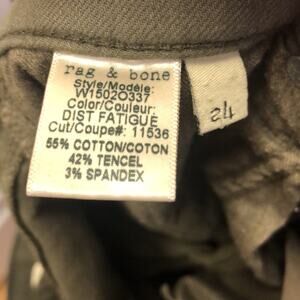 rag & bone
Style/Modèle:
W1502O337
Color/Couleur:
DIST FATIGUE
Cut/Coupe#: 11536
55% COTTON/COTON
42% TENCEL
3% SPANDEX
24